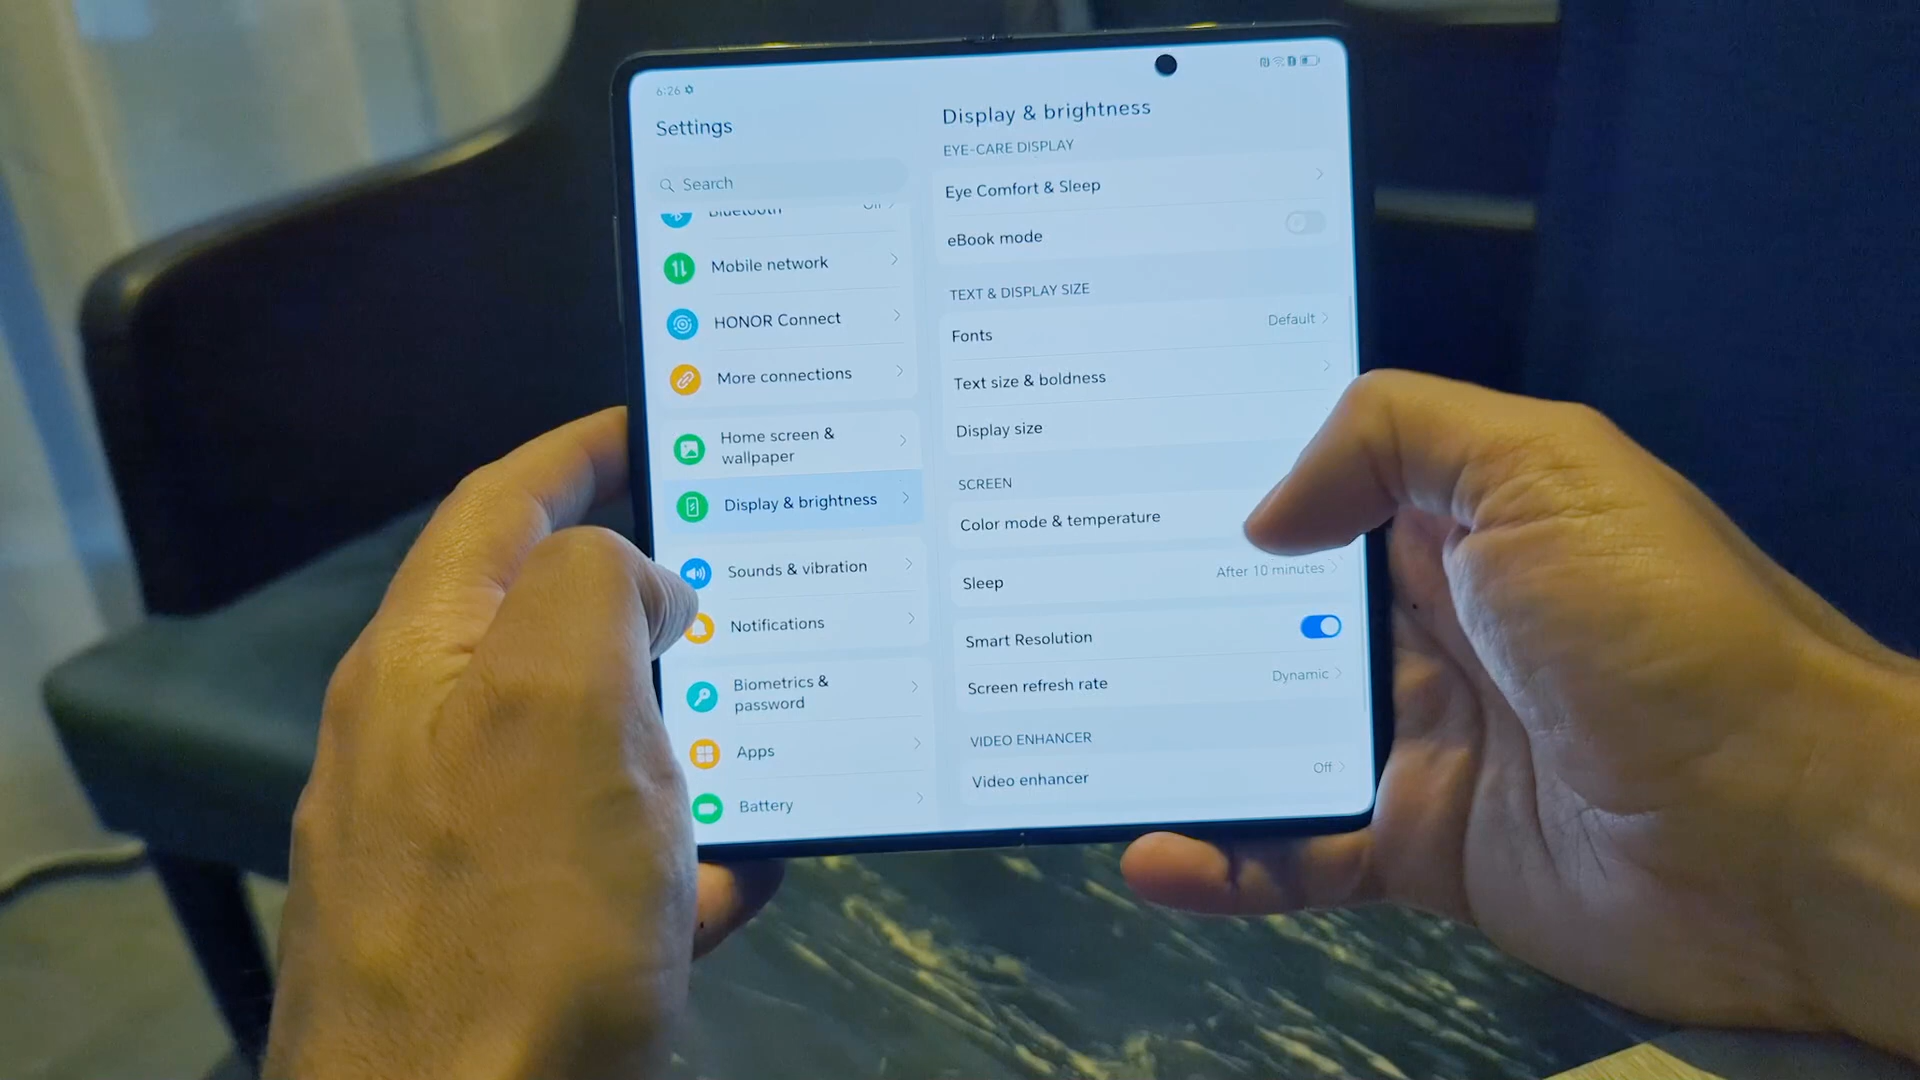 6:26
Settings
Search
Bluetooth
Off
Mobile network
HONOR Connect
More connections
Home screen &
wallpaper
Display & brightness
Sounds & vibration
Notifications
Biometrics &
password
Apps
Battery
Display & brightness
EYE-CARE DISPLAY
Eye Comfort & Sleep
eBook mode
TEXT & DISPLAY SIZE
Fonts
Default
Text size & boldness
Display size
SCREEN
Color mode & temperature
Sleep
After 10 minutes
Smart Resolution
Screen refresh rate
Dynamic
VIDEO ENHANCER
Video enhancer
Off